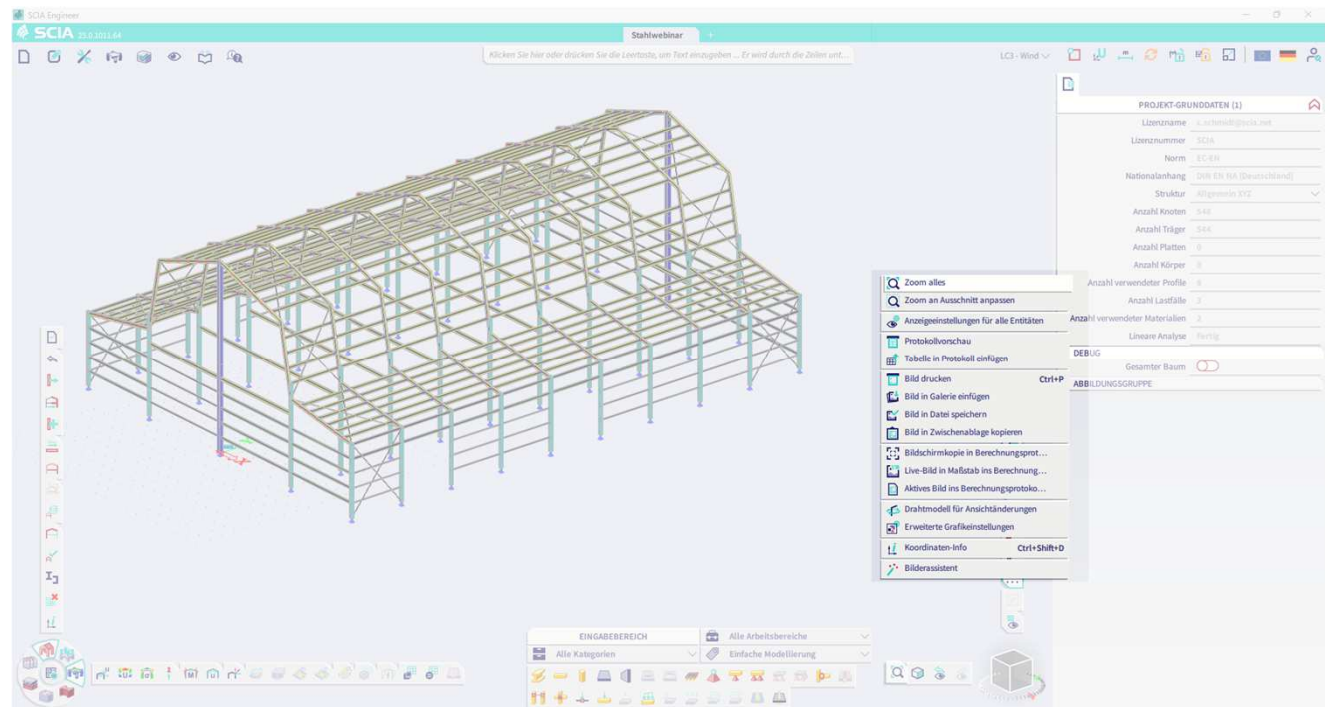 SCIA Engineer
SCIA 25.0.1011.64
Stahlwebinar
+
Klicken Sie hier oder drücken Sie die Leertaste, um Text einzugeben ... Er wird durch die Zeilen unt...
LC3 - Wind
PROJEKT-GRUNDDATEN (1)
Lizenzname
Lizenznummer SCIA
Norm EC-EN
Nationalanhang DIN EN NA (Deutschland)
Struktur Allgemein XYZ
Anzahl Knoten 548
Anzahl Träger 544
Anzahl Platten 0
Anzahl Körper 0
Anzahl verwendeter Profile
Anzahl Lastfälle 3
Anzahl verwendeter Materialien
Lineare Analyse Fertig
DEBUG
Gesamter Baum
ABBILDUNGSGRUPPE
Zoom alles
Zoom an Ausschnitt anpassen
Anzeigeeinstellungen für alle Entitäten
Protokollvorschau
Tabelle in Protokoll einfügen
Bild drucken Ctrl+P
Bild in Galerie einfügen
Bild in Datei speichern
Bild in Zwischenablage kopieren
Bildschirmkopie in Berechnungsprot...
Live-Bild in Maßstab ins Berechnung...
Aktives Bild ins Berechnungsprotoko...
Drahtmodell für Ansichtänderungen
Erweiterte Grafikeinstellungen
Koordinaten-Info Ctrl+Shift+D
Bilderassistent
EINGABEBEREICH
Alle Arbeitsbereiche
Alle Kategorien
Einfache Modellierung